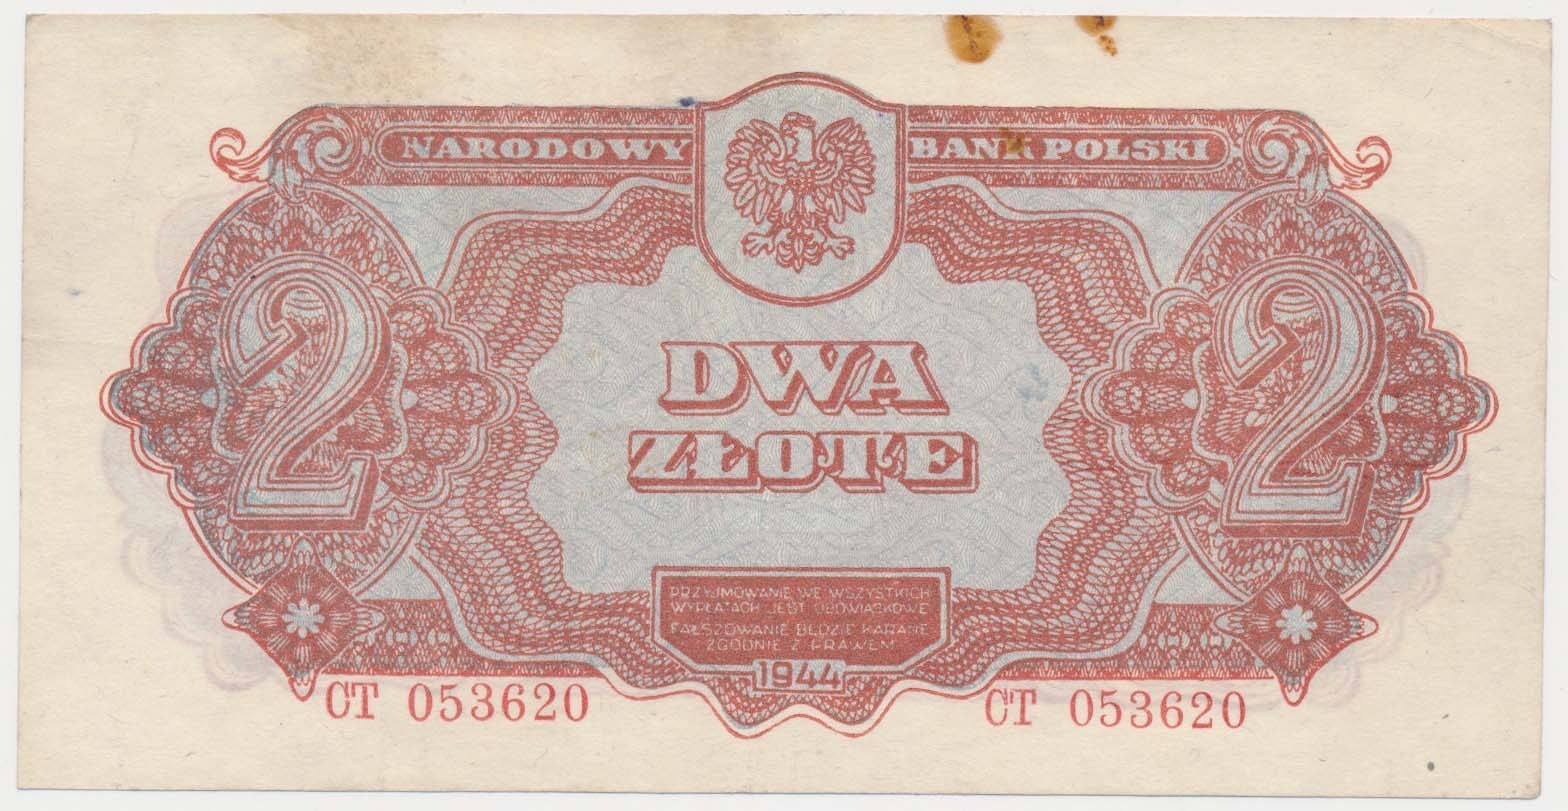 NARODOWY BANK POLSKI
2 2
DWA
ZŁOTE
PRZYJMOWANIE WE WSZYSTKICH
WYPŁATACH JEST OBOWIĄSKOWE
FAŁSZOWANIE BĘDZIE KARANE
ZGODNIE Z PRAWEM
1944
CT 053620 CT 053620